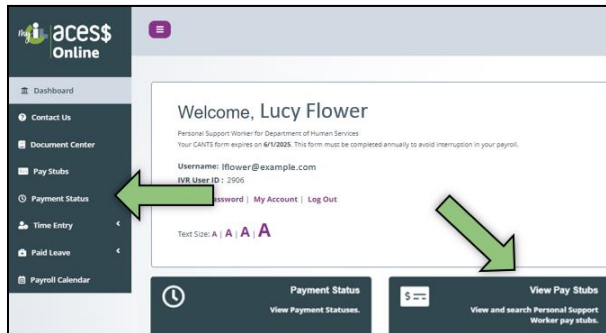 my aces$
Online
Dashboard
Contact Us
Document Center
Pay Stubs
Payment Status
Time Entry
Paid Leave
Payroll Calendar
Welcome, Lucy Flower
Personal Support Worker for Department of Human Services
Your CANTS form expires on 6/1/2025. This form must be completed annually to avoid interruption in your payroll.
Username: lflower@example.com
IVR User ID : 2906
ssword | My Account | Log Out
Text Size: A | A | A | A
Payment Status
View Payment Statuses.
View Pay Stubs
View and search Personal Support
Worker pay stubs.